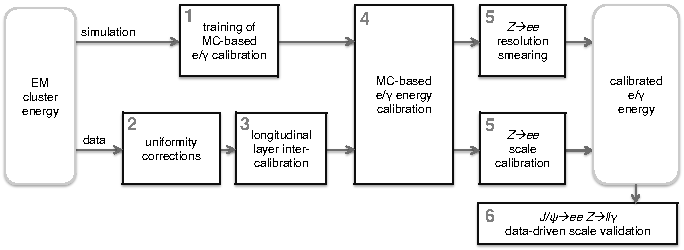 EM
cluster
energy
simulation
data
1
training of
MC-based
e/γ calibration
2
uniformity
corrections
3
longitudinal
layer inter-
calibration
4
MC-based
e/γ energy
calibration
5
Z→ee
resolution
smearing
5
Z→ee
scale
calibration
calibrated
e/γ
energy
6
J/ψ→ee Z→llγ
data-driven scale validation